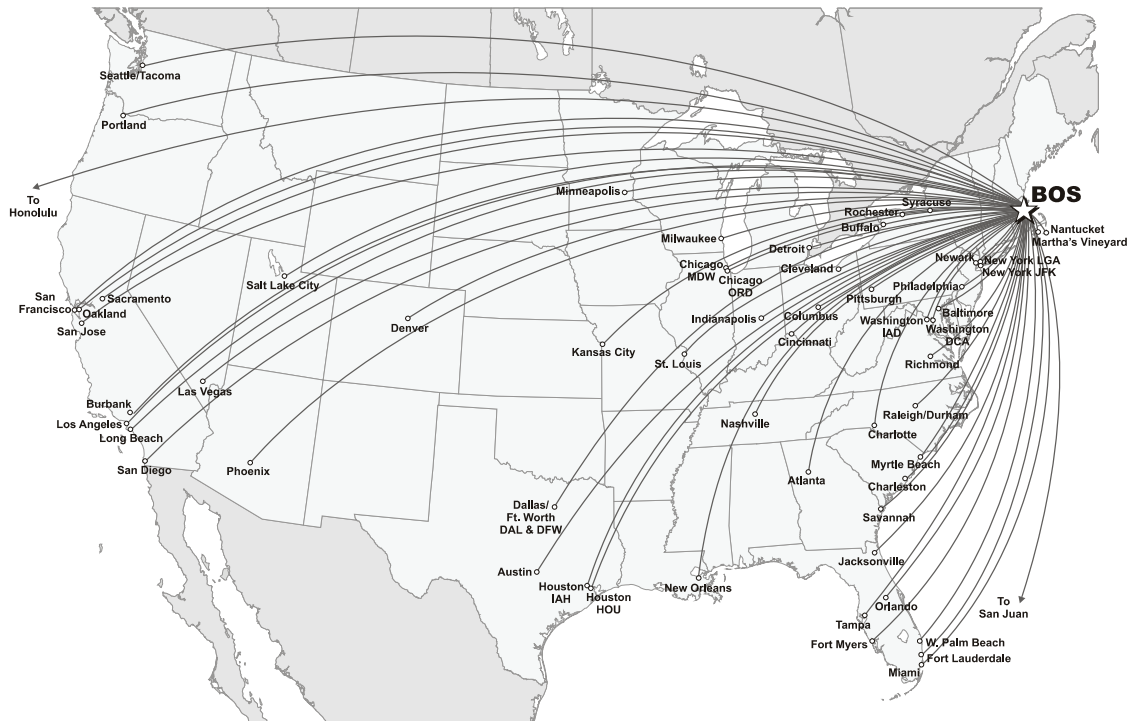 Seattle/Tacoma
Portland
To
Honolulu
Minneapolis
BOS
Syracuse
Rochester
Buffalo
Nantucket
Martha's Vineyard
Milwaukee
Detroit
Newark
New York LGA
New York JFK
Chicago
MDW
Chicago
ORD
Cleveland
Salt Lake City
Philadelphia
Pittsburgh
San
Francisco
Sacramento
Oakland
San Jose
Denver
Indianapolis
Columbus
Baltimore
Washington
IAD
Washington
DCA
Cincinnati
Kansas City
St. Louis
Richmond
Las Vegas
Burbank
Los Angeles
Long Beach
Nashville
Raleigh/Durham
Charlotte
San Diego
Phoenix
Myrtle Beach
Atlanta
Charleston
Dallas/
Ft. Worth
DAL & DFW
Savannah
Austin
Houston
IAH
Houston
HOU
New Orleans
Jacksonville
Orlando
To
San Juan
Tampa
Fort Myers
W. Palm Beach
Fort Lauderdale
Miami